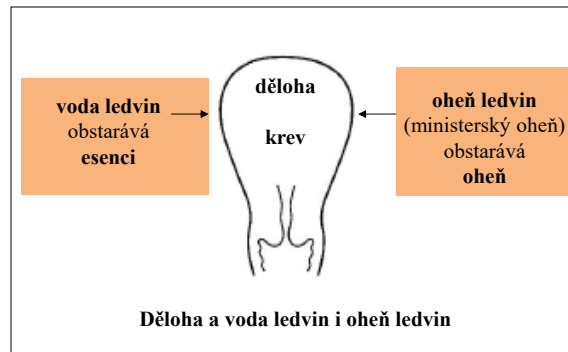 děloha
krev
voda ledvin
obstarává
esenci
oheň ledvin
(ministerský oheň)
obstarává
oheň
Děloha a voda ledvin i oheň ledvin